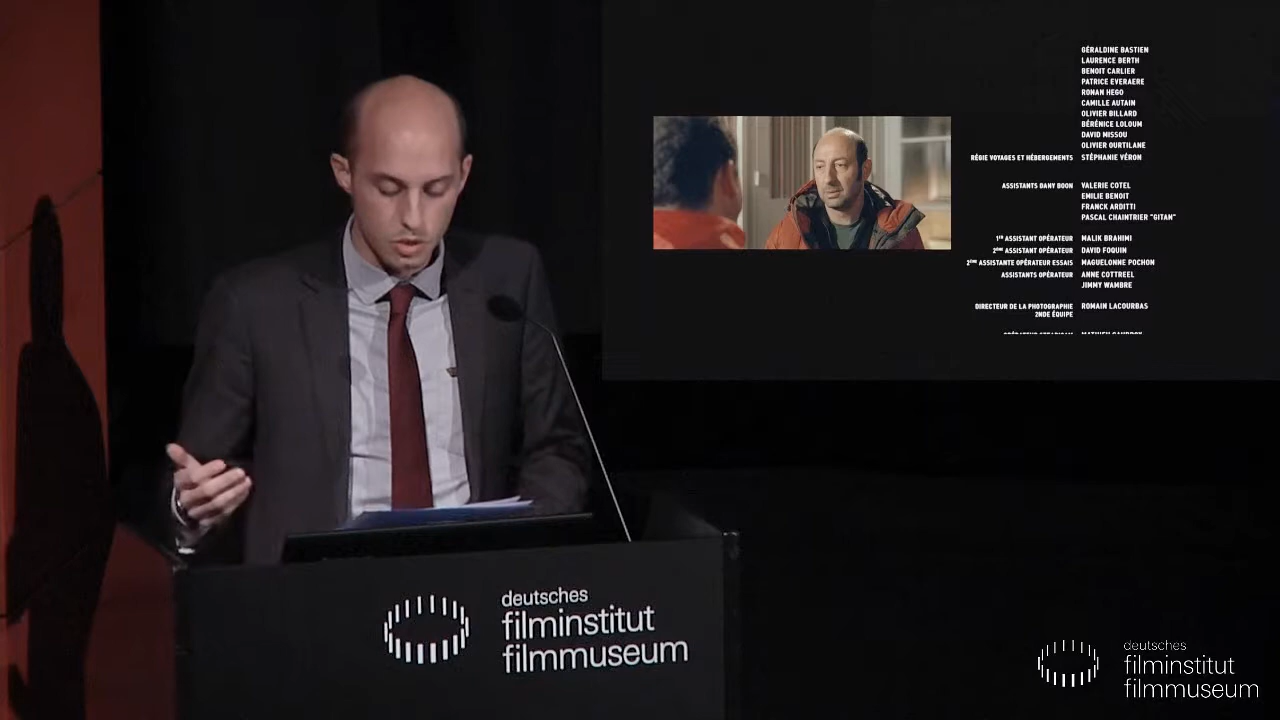 GÉRALDINE BASTIEN
LAURENCE BERTH
BENOIT CARLIER
PATRICE EVERAERE
RONAN HEGO
CAMILLE AUTAIN
OLIVIER BILLARD
BÉRÉNICE LOLOUM
DAVID MISSOU
OLIVIER OURTILANE
RÉGIE VOYAGES ET HÉBERGEMENTS STÉPHANIE VÉRON
ASSISTANTS DANY BOON VALERIE COTEL
EMILIE BENOIT
FRANCK ARDITTI
PASCAL CHAINTRIER "GITAN"
1ER ASSISTANT OPÉRATEUR MALIK BRAHIMI
2ÈME ASSISTANT OPÉRATEUR DAVID FOQUIN
2ÈME ASSISTANTE OPÉRATEUR ESSAIS MAGUELONNE POCHON
ASSISTANTS OPÉRATEUR ANNE COTTREEL
JIMMY WAMBRE
DIRECTEUR DE LA PHOTOGRAPHIE ROMAIN LACOURBAS
2NDE ÉQUIPE
deutsches
filminstitut
filmmuseum
deutsches
filminstitut
filmmuseum